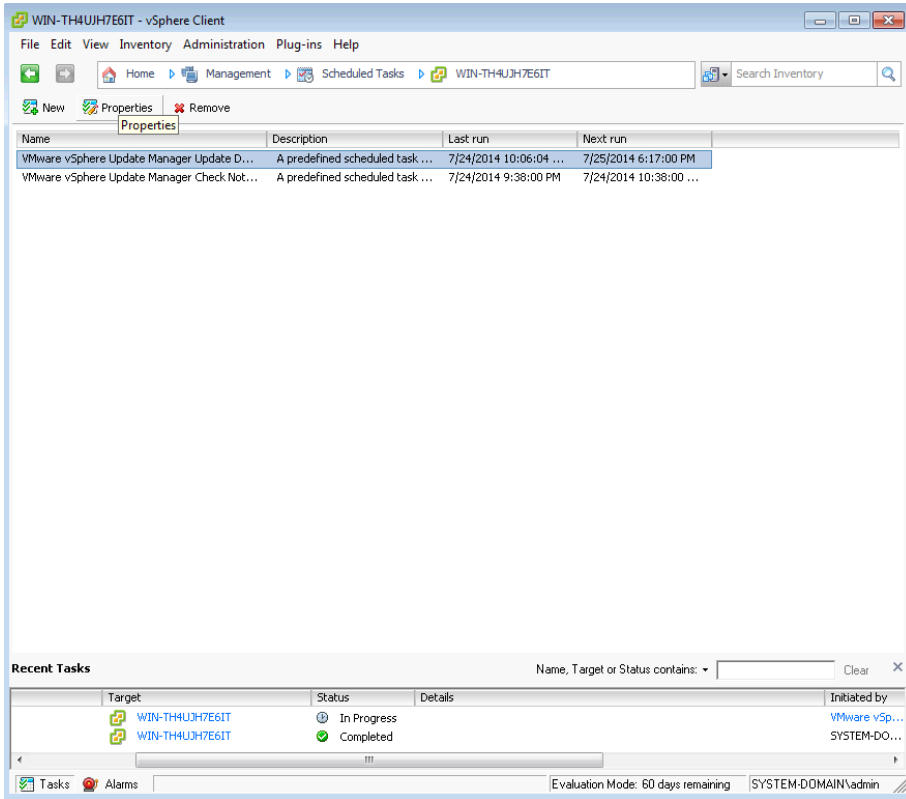 WIN-TH4UJH7E6IT - vSphere Client
File Edit View Inventory Administration Plug-ins Help
Home Management Scheduled Tasks WIN-TH4UJH7E6IT Search Inventory
New Properties Remove
Properties
Name Description Last run Next run
VMware vSphere Update Manager Update D... A predefined scheduled task ... 7/24/2014 10:06:04 ... 7/25/2014 6:17:00 PM
VMware vSphere Update Manager Check Not... A predefined scheduled task ... 7/24/2014 9:38:00 PM 7/24/2014 10:38:00 ...
Recent Tasks Name, Target or Status contains: Clear
Target Status Details Initiated by
WIN-TH4UJH7E6IT In Progress VMware vSp...
WIN-TH4UJH7E6IT Completed SYSTEM-DO...
Tasks Alarms Evaluation Mode: 60 days remaining SYSTEM-DOMAIN\admin